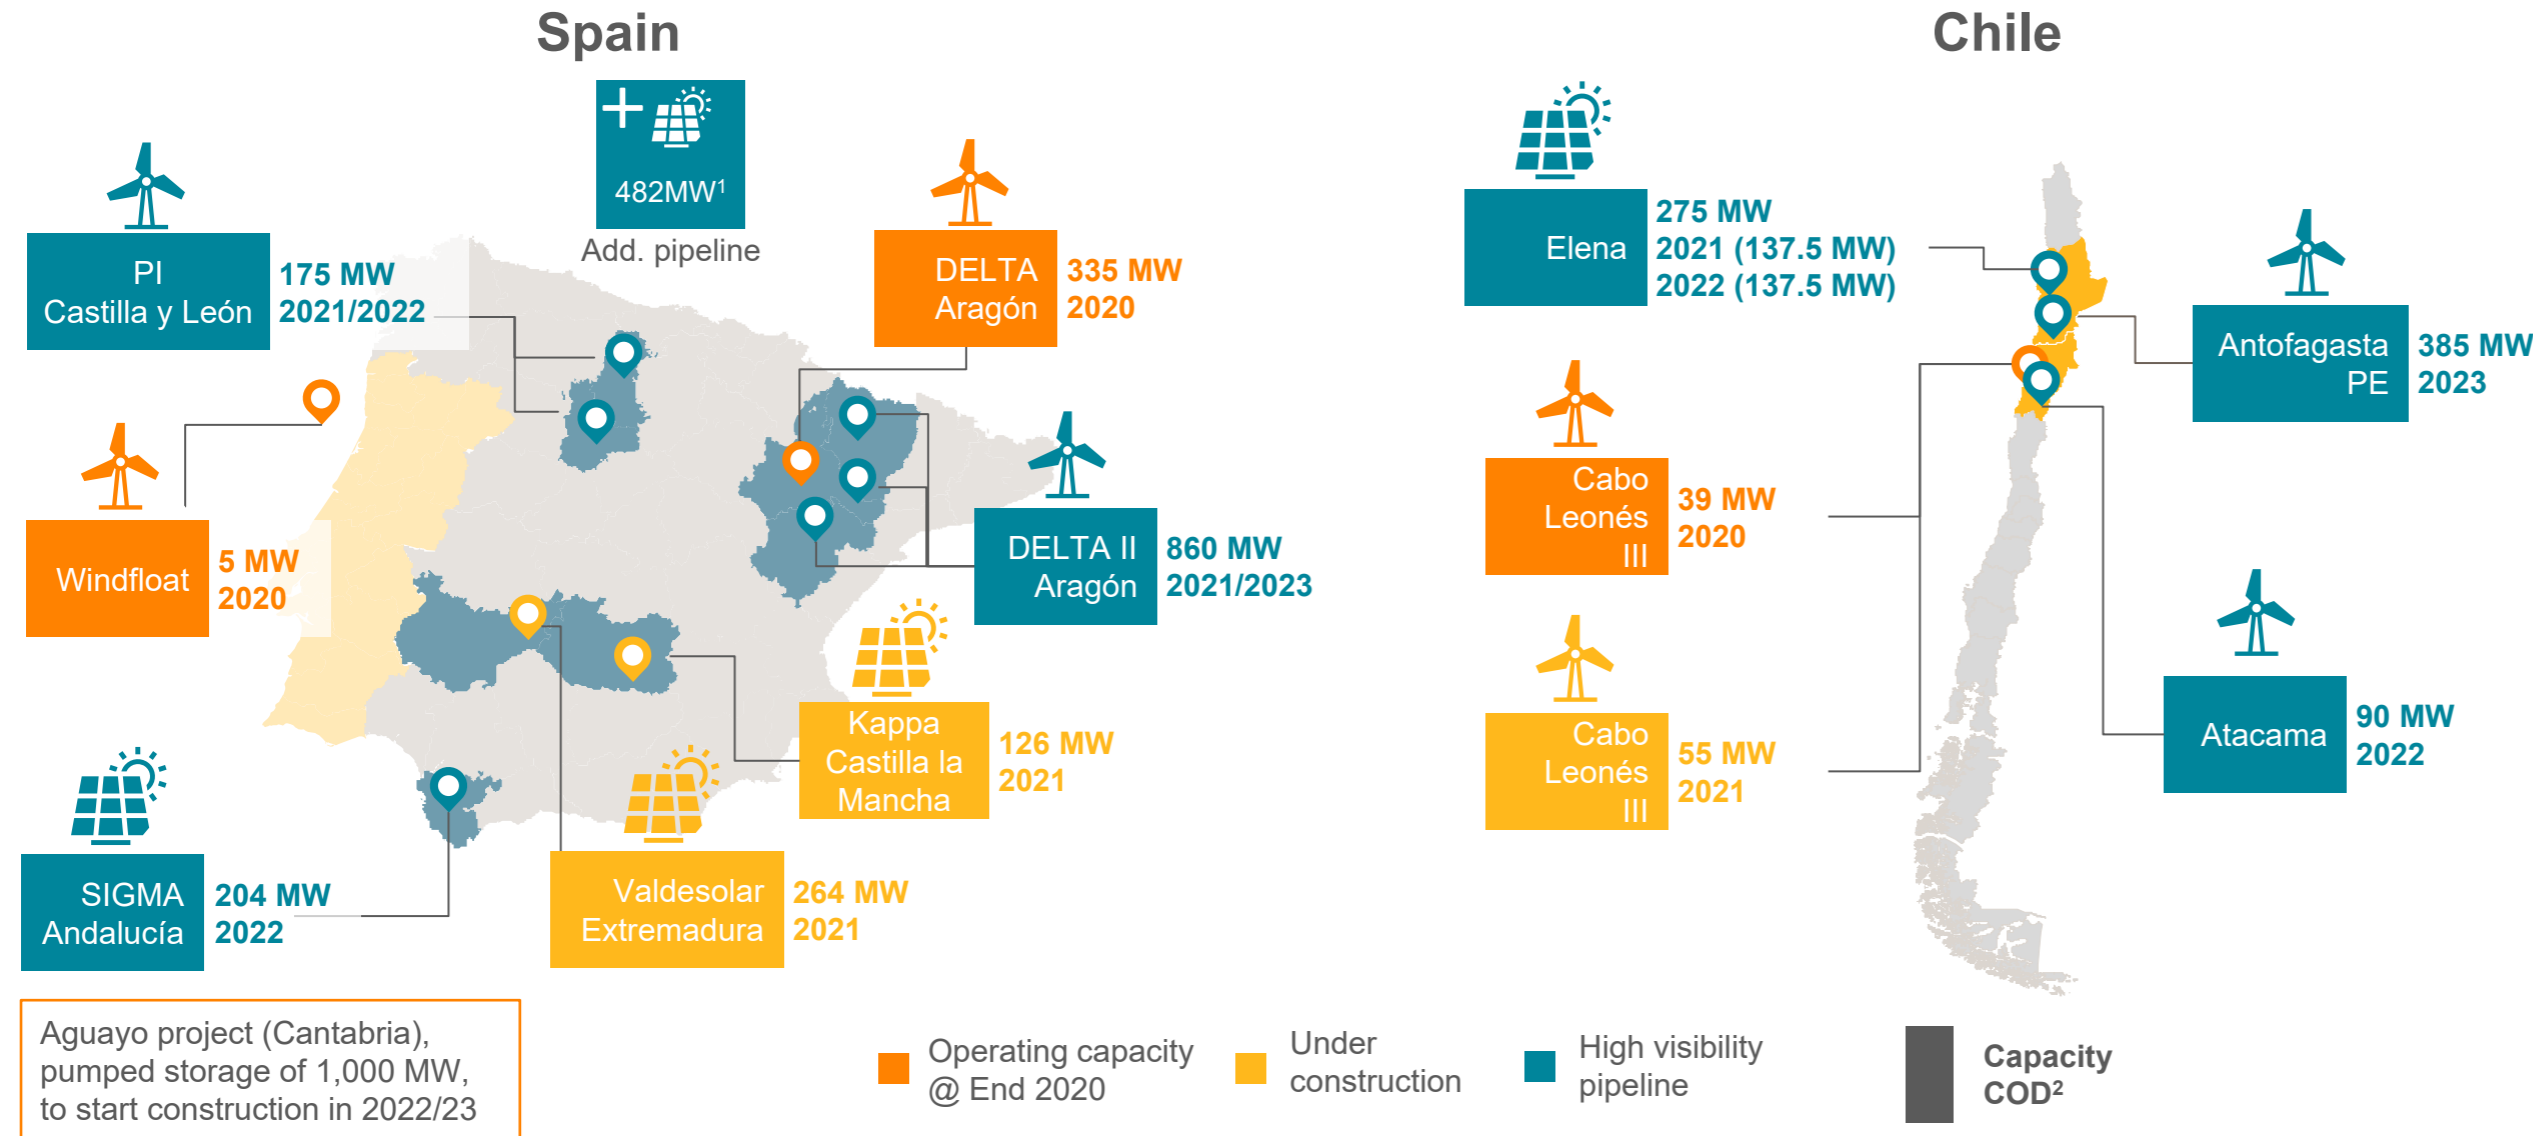 Spain
482MW¹
Add. pipeline
PI
Castilla y León
175 MW
2021/2022
DELTA
Aragón
335 MW
2020
Windfloat
5 MW
2020
DELTA II
Aragón
860 MW
2021/2023
Kappa
Castilla la
Mancha
126 MW
2021
SIGMA
Andalucía
204 MW
2022
Valdesolar
Extremadura
264 MW
2021
Aguayo project (Cantabria),
pumped storage of 1,000 MW,
to start construction in 2022/23
Chile
Elena
275 MW
2021 (137.5 MW)
2022 (137.5 MW)
Antofagasta
PE
385 MW
2023
Cabo
Leonés
III
39 MW
2020
Cabo
Leonés
III
55 MW
2021
Atacama
90 MW
2022
Operating capacity
@ End 2020
Under
construction
High visibility
pipeline
Capacity
COD²